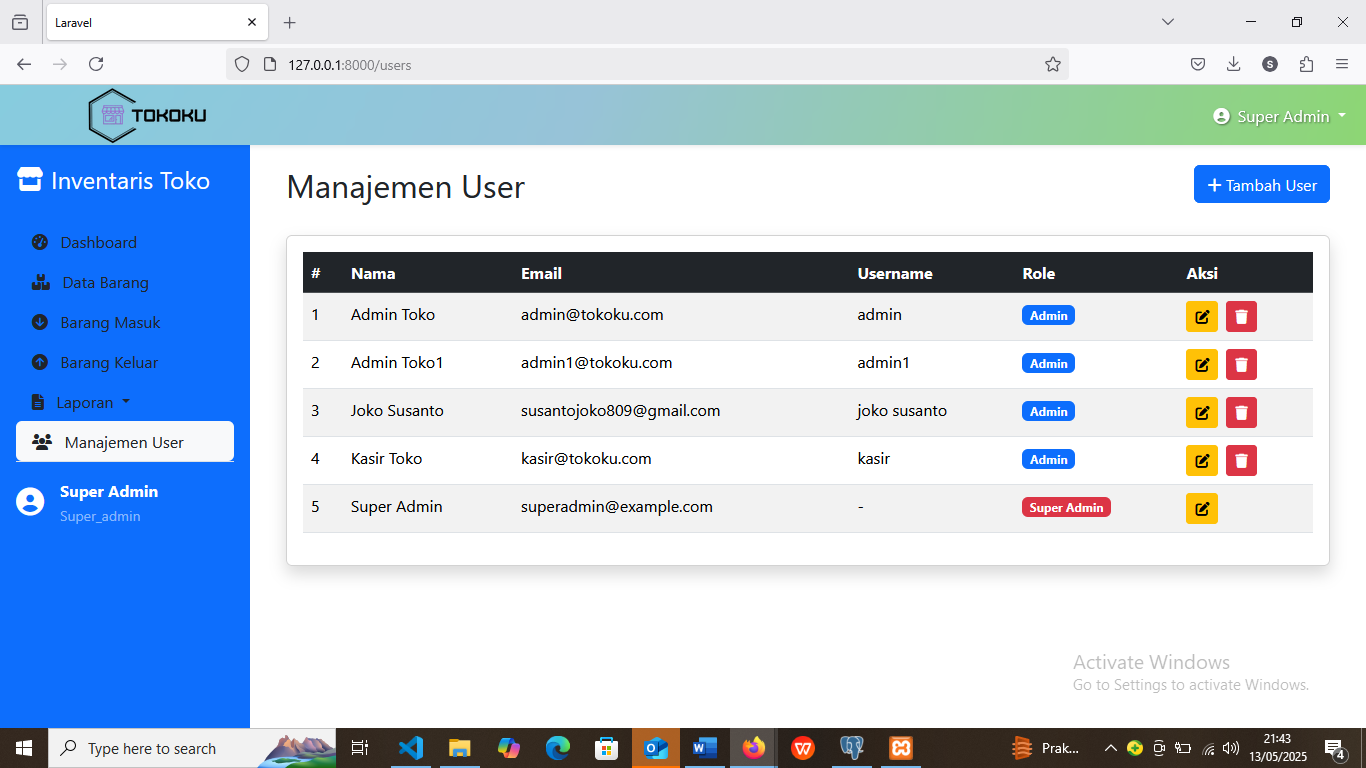 Laravel
127.0.0.1:8000/users
S
TOKOKU
Super Admin
Inventaris Toko
Dashboard
Data Barang
Barang Masuk
Barang Keluar
Laporan
Manajemen User
Super Admin
Super_admin
Manajemen User
Tambah User
# Nama Email Username Role Aksi
1 Admin Toko admin@tokoku.com admin Admin
2 Admin Toko1 admin1@tokoku.com admin1 Admin
3 Joko Susanto susantojoko809@gmail.com joko susanto Admin
4 Kasir Toko kasir@tokoku.com kasir Admin
5 Super Admin superadmin@example.com - Super Admin
Activate Windows
Go to Settings to activate Windows.
Type here to search
Prak...
21:43
13/05/2025
4